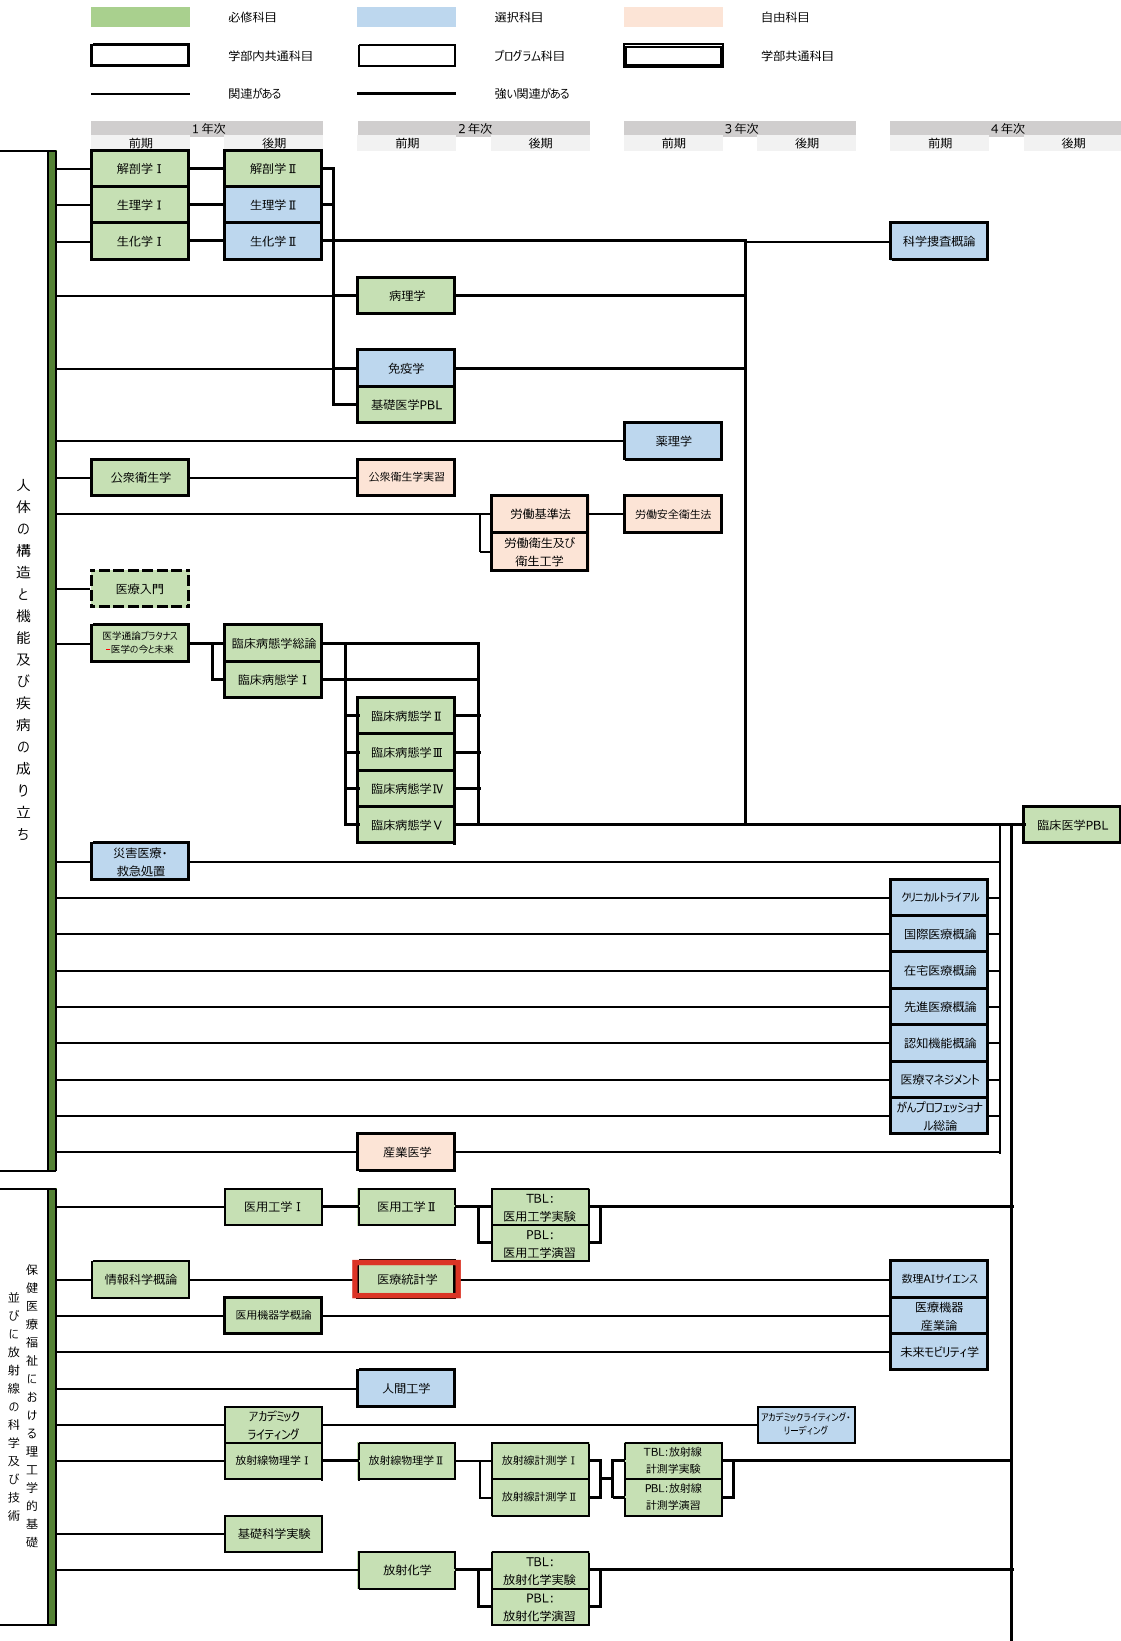 必修科目
選択科目
自由科目
学部内共通科目
プログラム科目
学部共通科目
関連がある
強い関連がある
1年次
2年次
3年次
4年次
前期
後期
前期
後期
前期
後期
前期
後期
人体の構造と機能及び疾病の成り立ち
解剖学Ⅰ
解剖学Ⅱ
生理学Ⅰ
生理学Ⅱ
生化学Ⅰ
生化学Ⅱ
科学捜査概論
病理学
免疫学
基礎医学PBL
薬理学
公衆衛生学
公衆衛生学実習
労働基準法
労働安全衛生法
労働衛生及び
衛生工学
医療入門
医学通論プラタナス
－医学の今と未来
臨床病態学総論
臨床病態学Ⅰ
臨床病態学Ⅱ
臨床病態学Ⅲ
臨床病態学Ⅳ
臨床病態学Ⅴ
臨床医学PBL
災害医療・
救急処置
クリニカルトライアル
国際医療概論
在宅医療概論
先進医療概論
認知機能概論
医療マネジメント
がんプロフェッショナ
ル総論
産業医学
保健医療福祉における理工学的基礎
並びに放射線の科学及び技術
医用工学Ⅰ
医用工学Ⅱ
TBL:
医用工学実験
PBL:
医用工学演習
情報科学概論
医療統計学
数理AIサイエンス
医用機器学概論
医療機器
産業論
未来モビリティ学
人間工学
アカデミック
ライティング
アカデミックライティング・
リーディング
放射線物理学Ⅰ
放射線物理学Ⅱ
放射線計測学Ⅰ
放射線計測学Ⅱ
TBL:放射線
計測学実験
PBL:放射線
計測学演習
基礎科学実験
放射化学
TBL:
放射化学実験
PBL:
放射化学演習